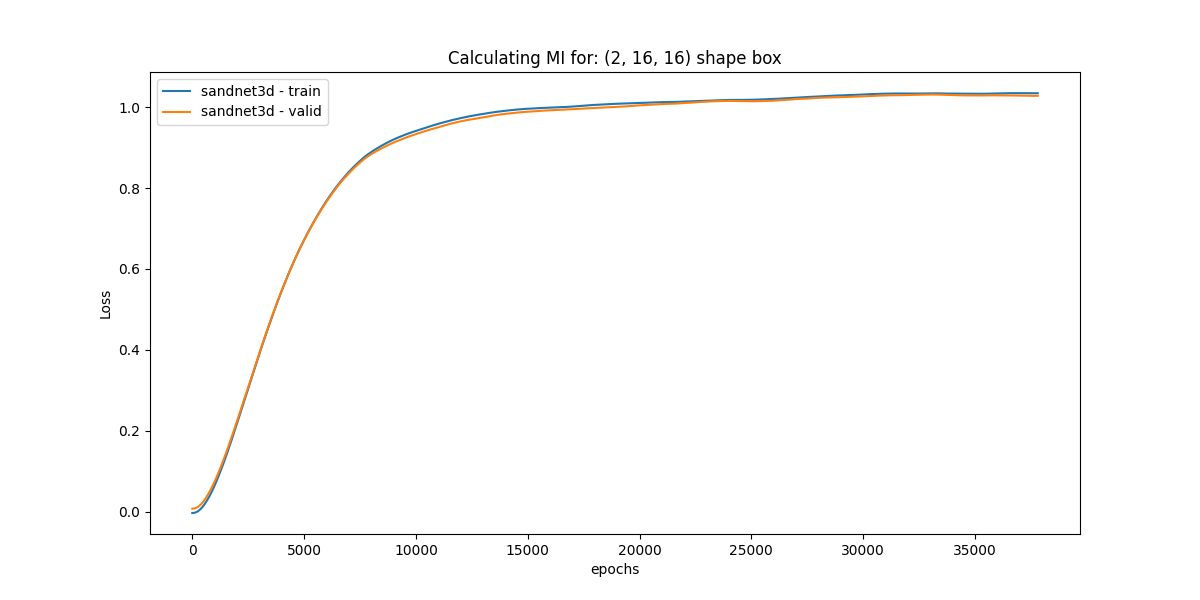 Calculating MI for: (2, 16, 16) shape box
sandnet3d - train
sandnet3d - valid
Loss
1.0
0.8
0.6
0.4
0.2
0.0
0 5000 10000 15000 20000 25000 30000 35000
epochs